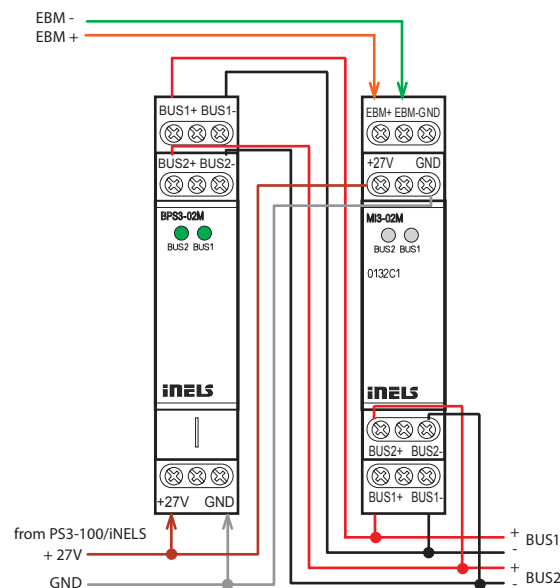 EBM -
EBM +
BUS1+ BUS1-
BUS2+ BUS2-
BPS3-02M
BUS2 BUS1
iNELS
+27V GND
EBM+ EBM-GND
+27V GND
MI3-02M
BUS2 BUS1
0132C1
iNELS
BUS2+ BUS2-
BUS1+ BUS1-
from PS3-100/iNELS
+ 27V
GND
+ BUS1
-
+ BUS2
-